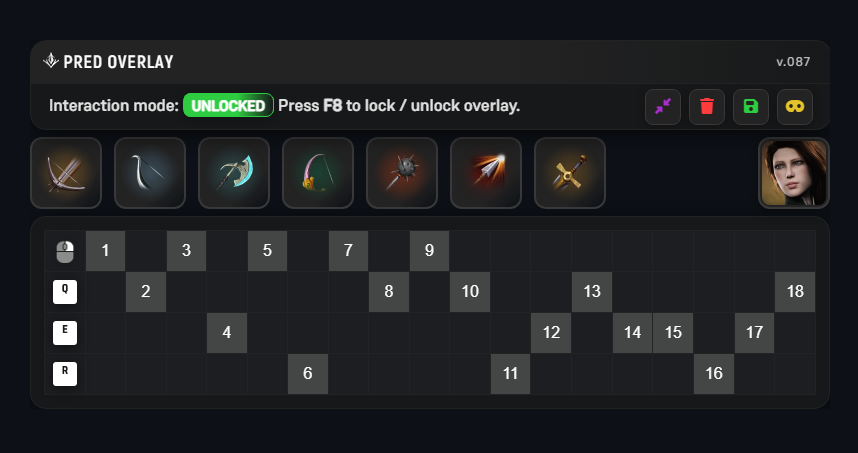 PRED OVERLAY v.087
Interaction mode: UNLOCKED Press F8 to lock / unlock overlay.
1 3 5 7 9
Q 2 8 10 13 18
E 4 12 14 15 17
R 6 11 16